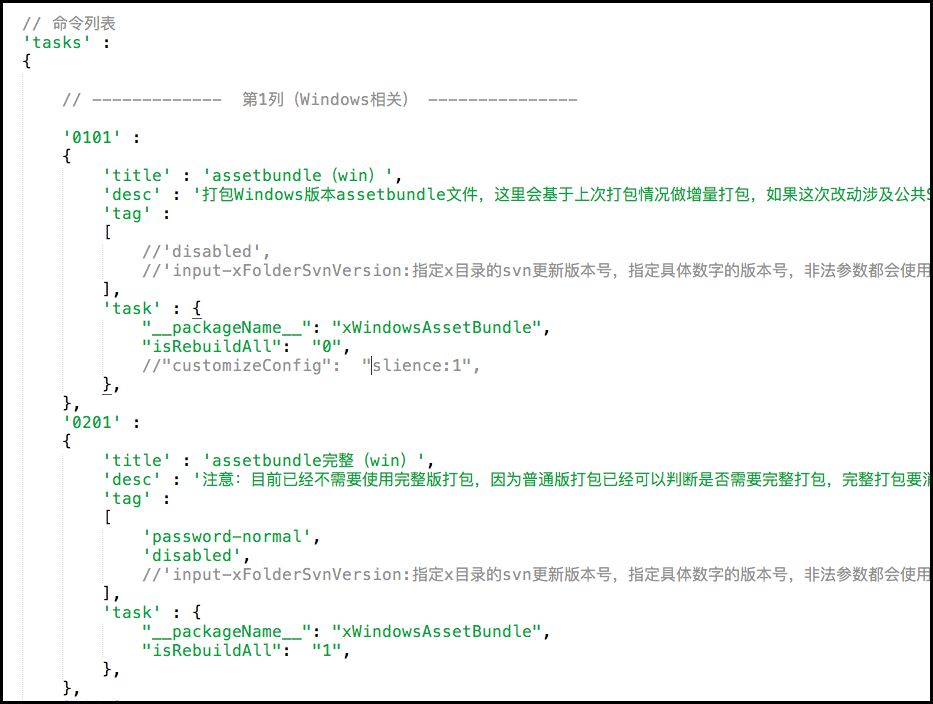 // 命令列表
'tasks' :
{
// ------------- 第1列（Windows相关） ---------------
'0101' :
{
'title' : 'assetbundle（win）',
'desc' : '打包Windows版本assetbundle文件，这里会基于上次打包情况做增量打包，如果这次改动涉及公共S
'tag' :
[
//'disabled',
//'input-xFolderSvnVersion:指定x目录的svn更新版本号，指定具体数字的版本号，非法参数都会使用
],
'task' : {
"__packageName__": "xWindowsAssetBundle",
"isRebuildAll": "0",
//"customizeConfig": "slience:1",
},
},
'0201' :
{
'title' : 'assetbundle完整（win）',
'desc' : '注意：目前已经不需要使用完整版打包，因为普通版打包已经可以判断是否需要完整打包，完整打包要消
'tag' :
[
'password-normal',
'disabled',
//'input-xFolderSvnVersion:指定x目录的svn更新版本号，指定具体数字的版本号，非法参数都会使用
],
'task' : {
"__packageName__": "xWindowsAssetBundle",
"isRebuildAll": "1",
},
},